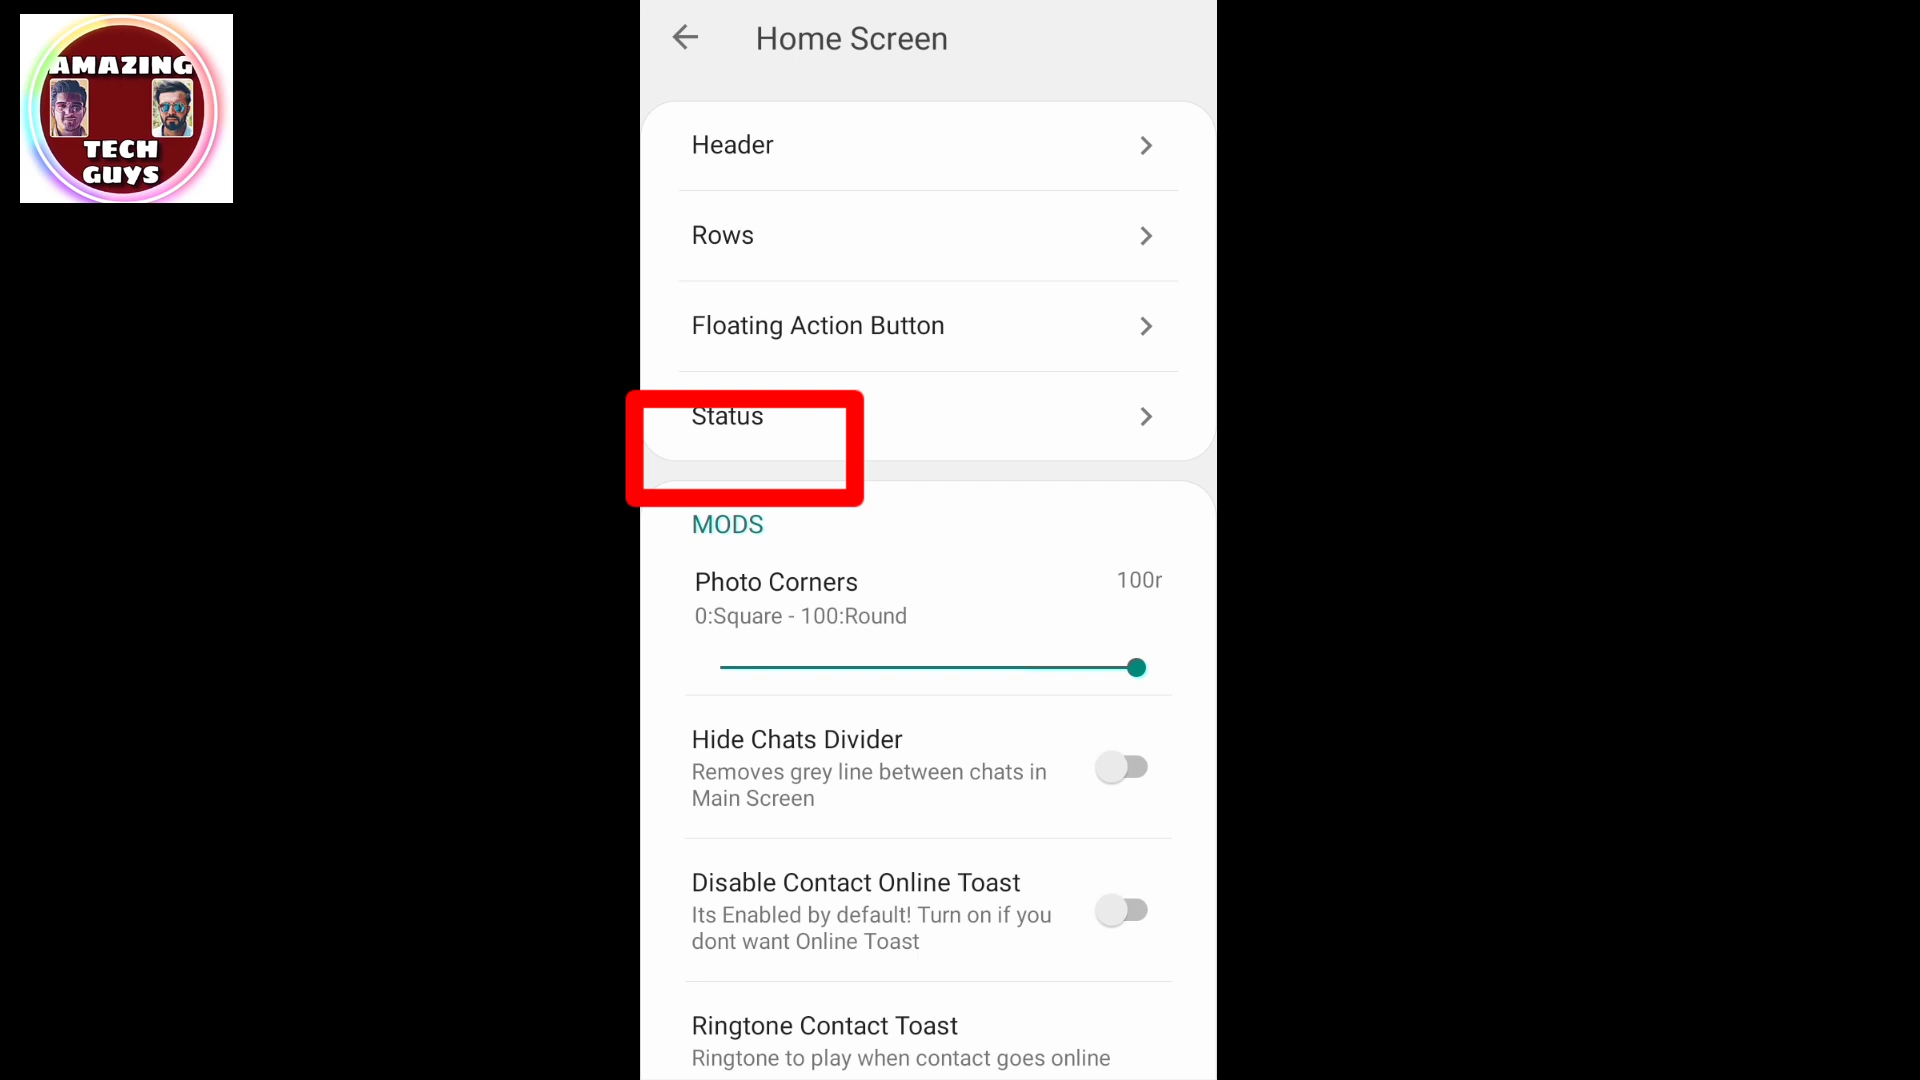 AMAZING
TECH
GUYS
Home Screen
Header
Rows
Floating Action Button
Status
MODS
Photo Corners
100r
0:Square - 100:Round
Hide Chats Divider
Removes grey line between chats in
Main Screen
Disable Contact Online Toast
Its Enabled by default! Turn on if you
dont want Online Toast
Ringtone Contact Toast
Ringtone to play when contact goes online